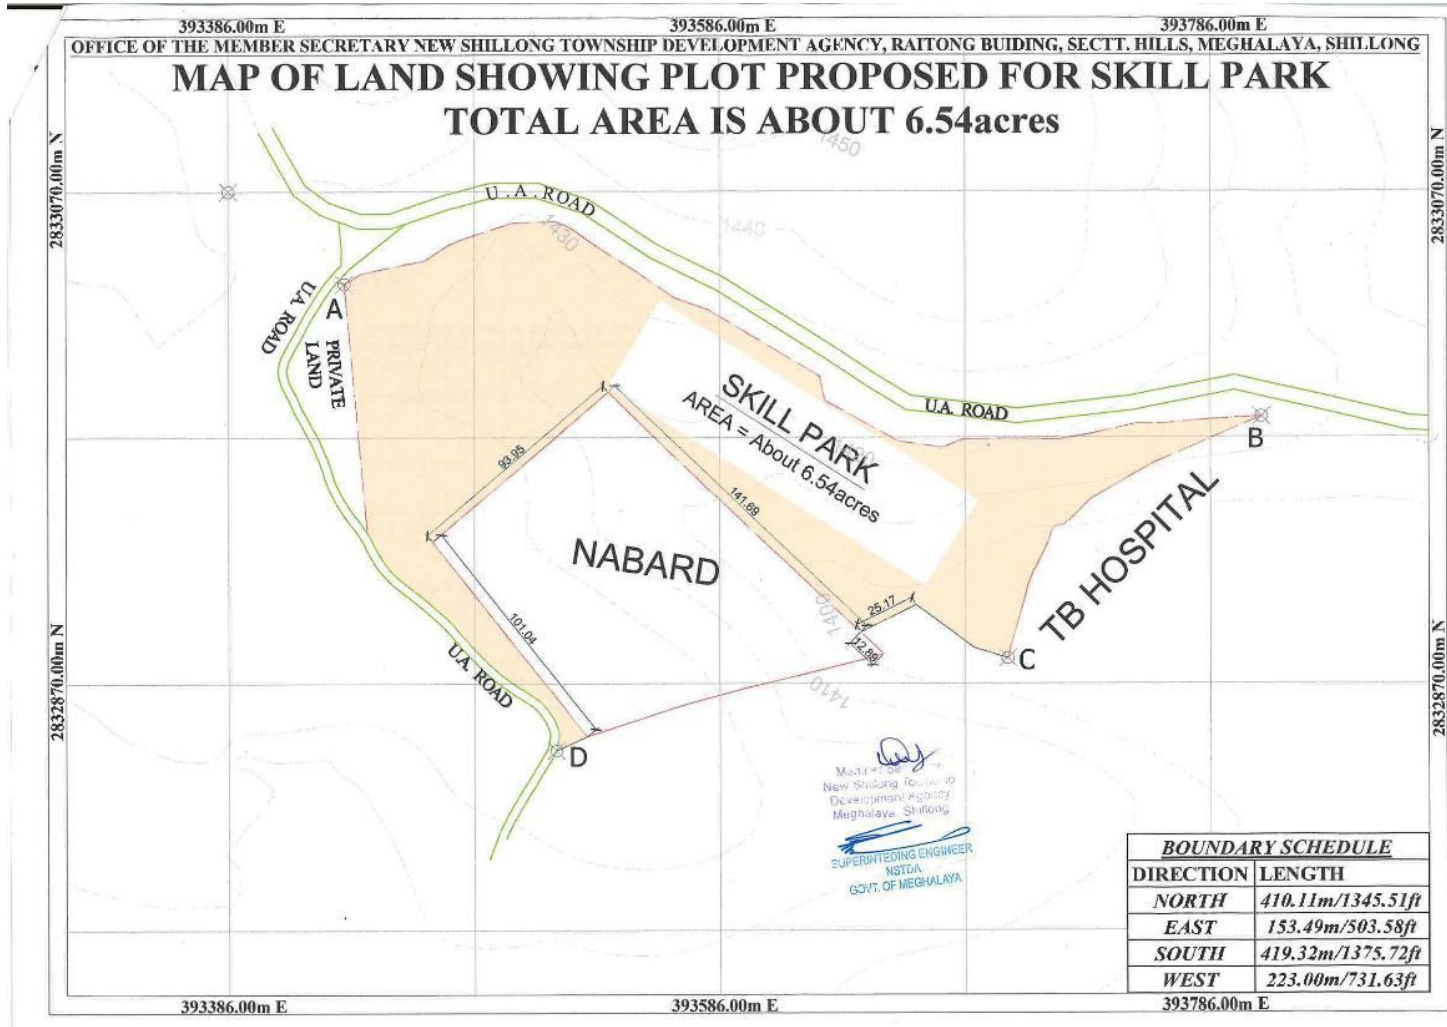 393386.00m E 393586.00m E 393786.00m E
OFFICE OF THE MEMBER SECRETARY NEW SHILLONG TOWNSHIP DEVELOPMENT AGENCY, RAITONG BUIDING, SECTT. HILLS, MEGHALAYA, SHILLONG
MAP OF LAND SHOWING PLOT PROPOSED FOR SKILL PARK
TOTAL AREA IS ABOUT 6.54acres
1450
2833070.00m N
2833070.00m N
U.A.ROAD
1440
1430
U.A. ROAD
A
PRIVATE
LAND
SKILL PARK
AREA = About 6.54acres
U.A. ROAD
B
93.95
141.69
NABARD
TB HOSPITAL
1400
25.17
12.89
101.04
C
U.A. ROAD
1410
2832870.00m N
2832870.00m N
D
New Shillong
Development Agency
Meghalaya, Shillong
SUPERINTEDING ENGINEER
NSTDA
GOVT. OF MEGHALAYA
BOUNDARY SCHEDULE
DIRECTION LENGTH
NORTH 410.11m/1345.51ft
EAST 153.49m/503.58ft
SOUTH 419.32m/1375.72ft
WEST 223.00m/731.63ft
393386.00m E 393586.00m E 393786.00m E